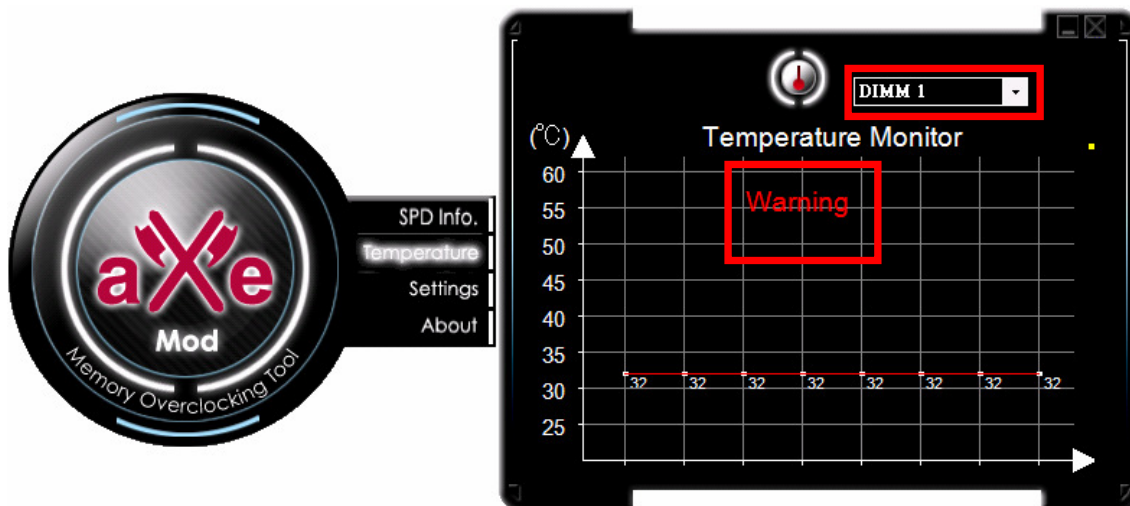 aXe
Mod
Memory Overclocking Tool
SPD Info.
Temperature
Settings
About
DIMM 1
(℃)
Temperature Monitor
Warning
60
55
50
45
40
35
30
25
32 32 32 32 32 32 32 32